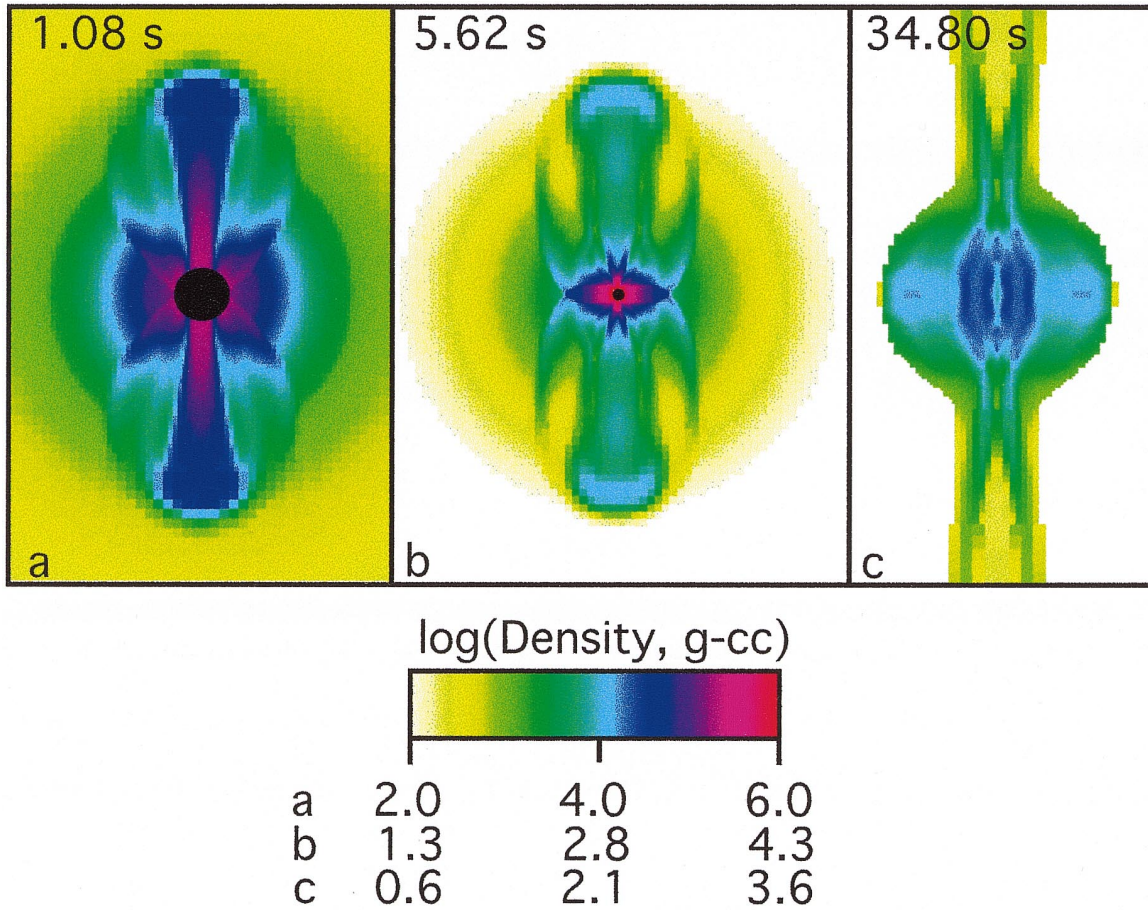 1.08 s
5.62 s
34.80 s
a
b
c
log(Density, g-cc)
a 2.0 4.0 6.0
b 1.3 2.8 4.3
c 0.6 2.1 3.6